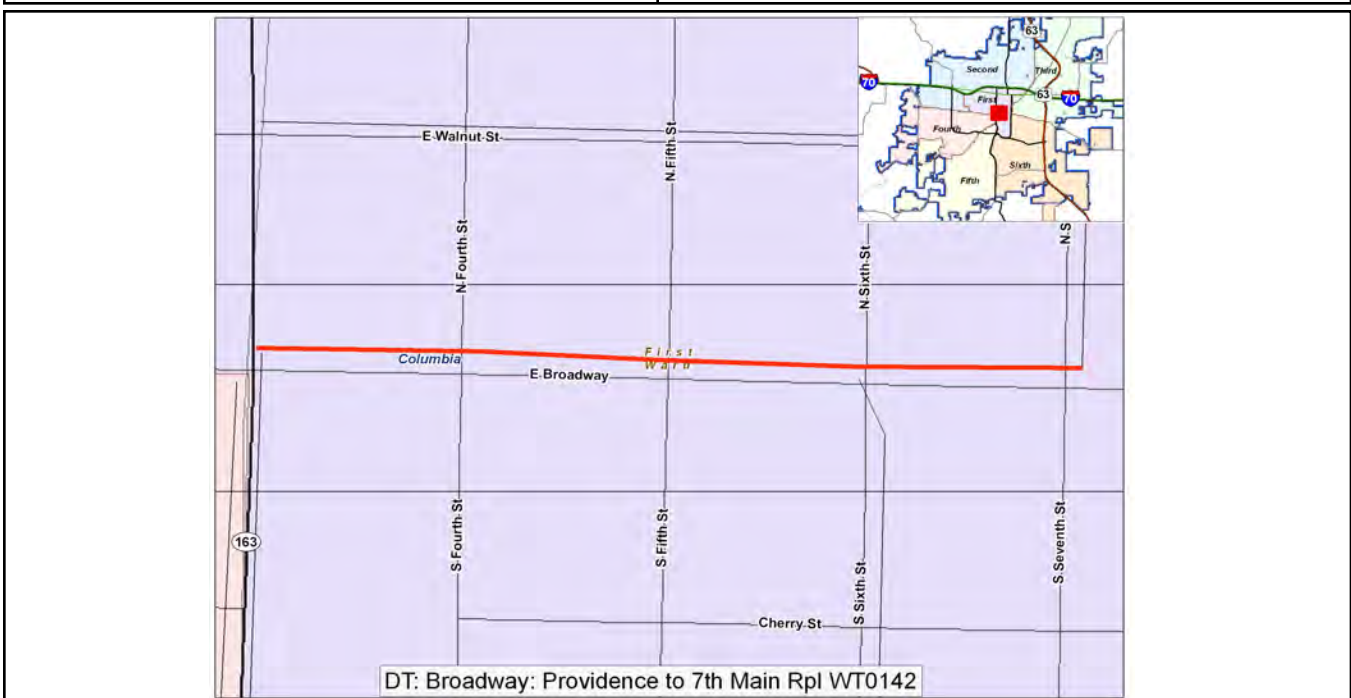 63
Second
Third
70
63
70
First
Fourth
Sixth
Fifth
E Walnut St
N Fifth St
N Fourth St
N Sixth St
N S
First
Ward
Columbia
E Broadway
163
S Fourth St
S Fifth St
S Sixth St
S Seventh St
Cherry St
DT: Broadway: Providence to 7th Main Rpl WT0142